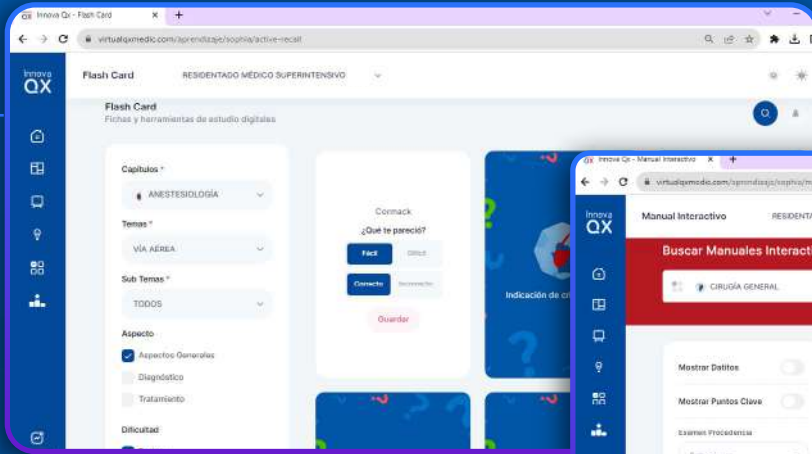 Innova Qx - Flash Card
virtualqxmedic.com/aprendizaje/sophia/active-recall
Innova
QX
Flash Card
RESIDENTADO MÉDICO SUPERINTENSIVO
Flash Card
Fichas y herramientas de estudio digitales
Capítulos *
ANESTESIOLOGÍA
Temas *
VÍA AÉREA
Sub Temas *
TODOS
Aspecto
Aspectos Generales
Diagnóstico
Tratamiento
Dificultad
Cormack
¿Qué te pareció?
Fácil
Difícil
Correcto
Incorrecto
Guardar
Indicación de
Innova Qx - Manual Interactivo
virtualqxmedic.com/aprendizaje/sophia/
Innova
QX
Manual Interactivo
RESIDENTA
Buscar Manuales Interacti
CIRUGÍA GENERAL
Mostrar Datitos
Mostrar Puntos Clave
Examen Procedencia